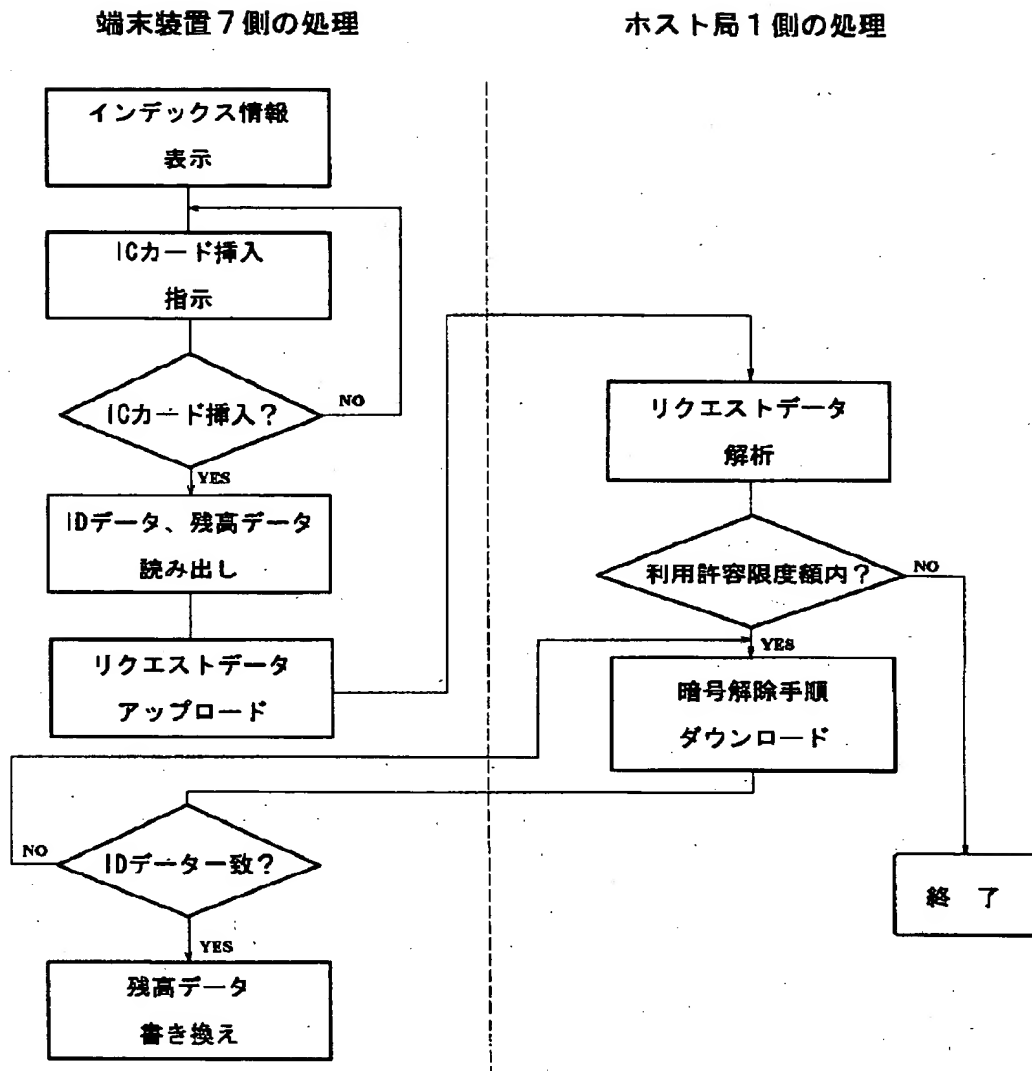 端末装置7側の処理
ホスト局1側の処理
インデックス情報
表示
ICカード挿入
指示
ICカード挿入?
NO
YES
IDデータ、残高データ
読み出し
リクエストデータ
アップロード
リクエストデータ
解析
利用許容限度額内?
NO
YES
暗号解除手順
ダウンロード
NO
IDデータ一致?
YES
残高データ
書き換え
終 了